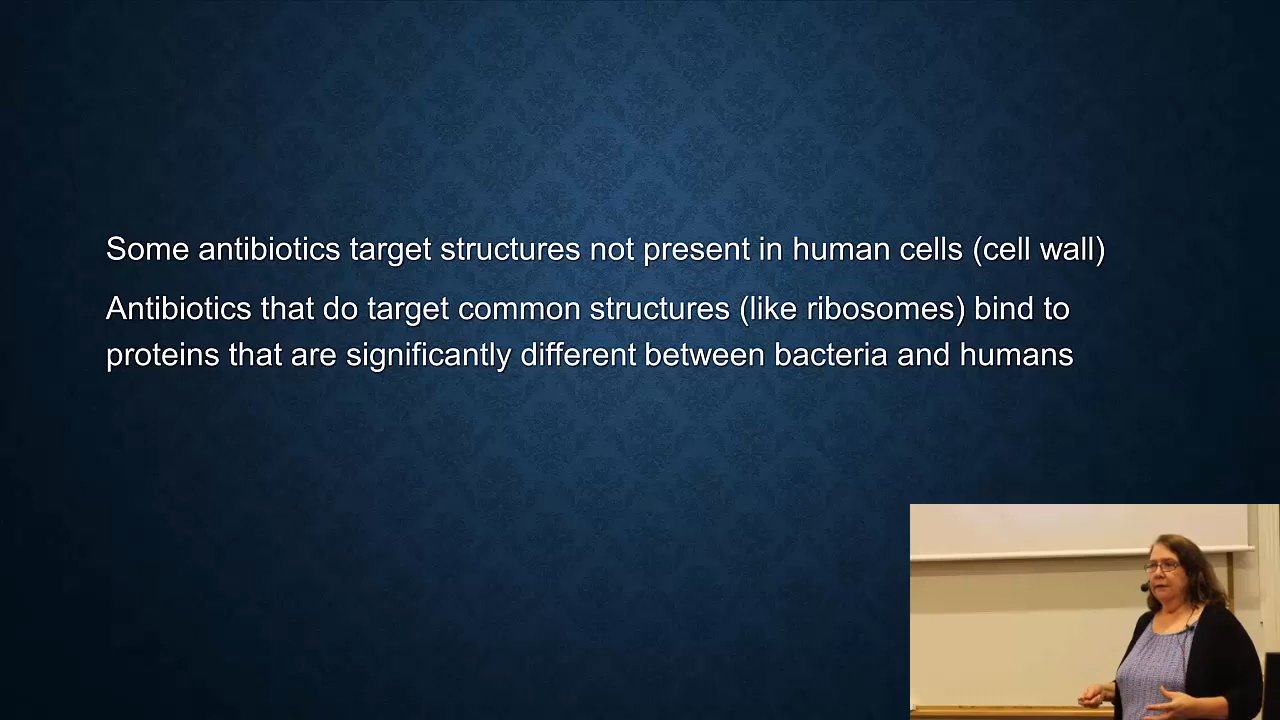 Some antibiotics target structures not present in human cells (cell wall)
Antibiotics that do target common structures (like ribosomes) bind to
proteins that are significantly different between bacteria and humans